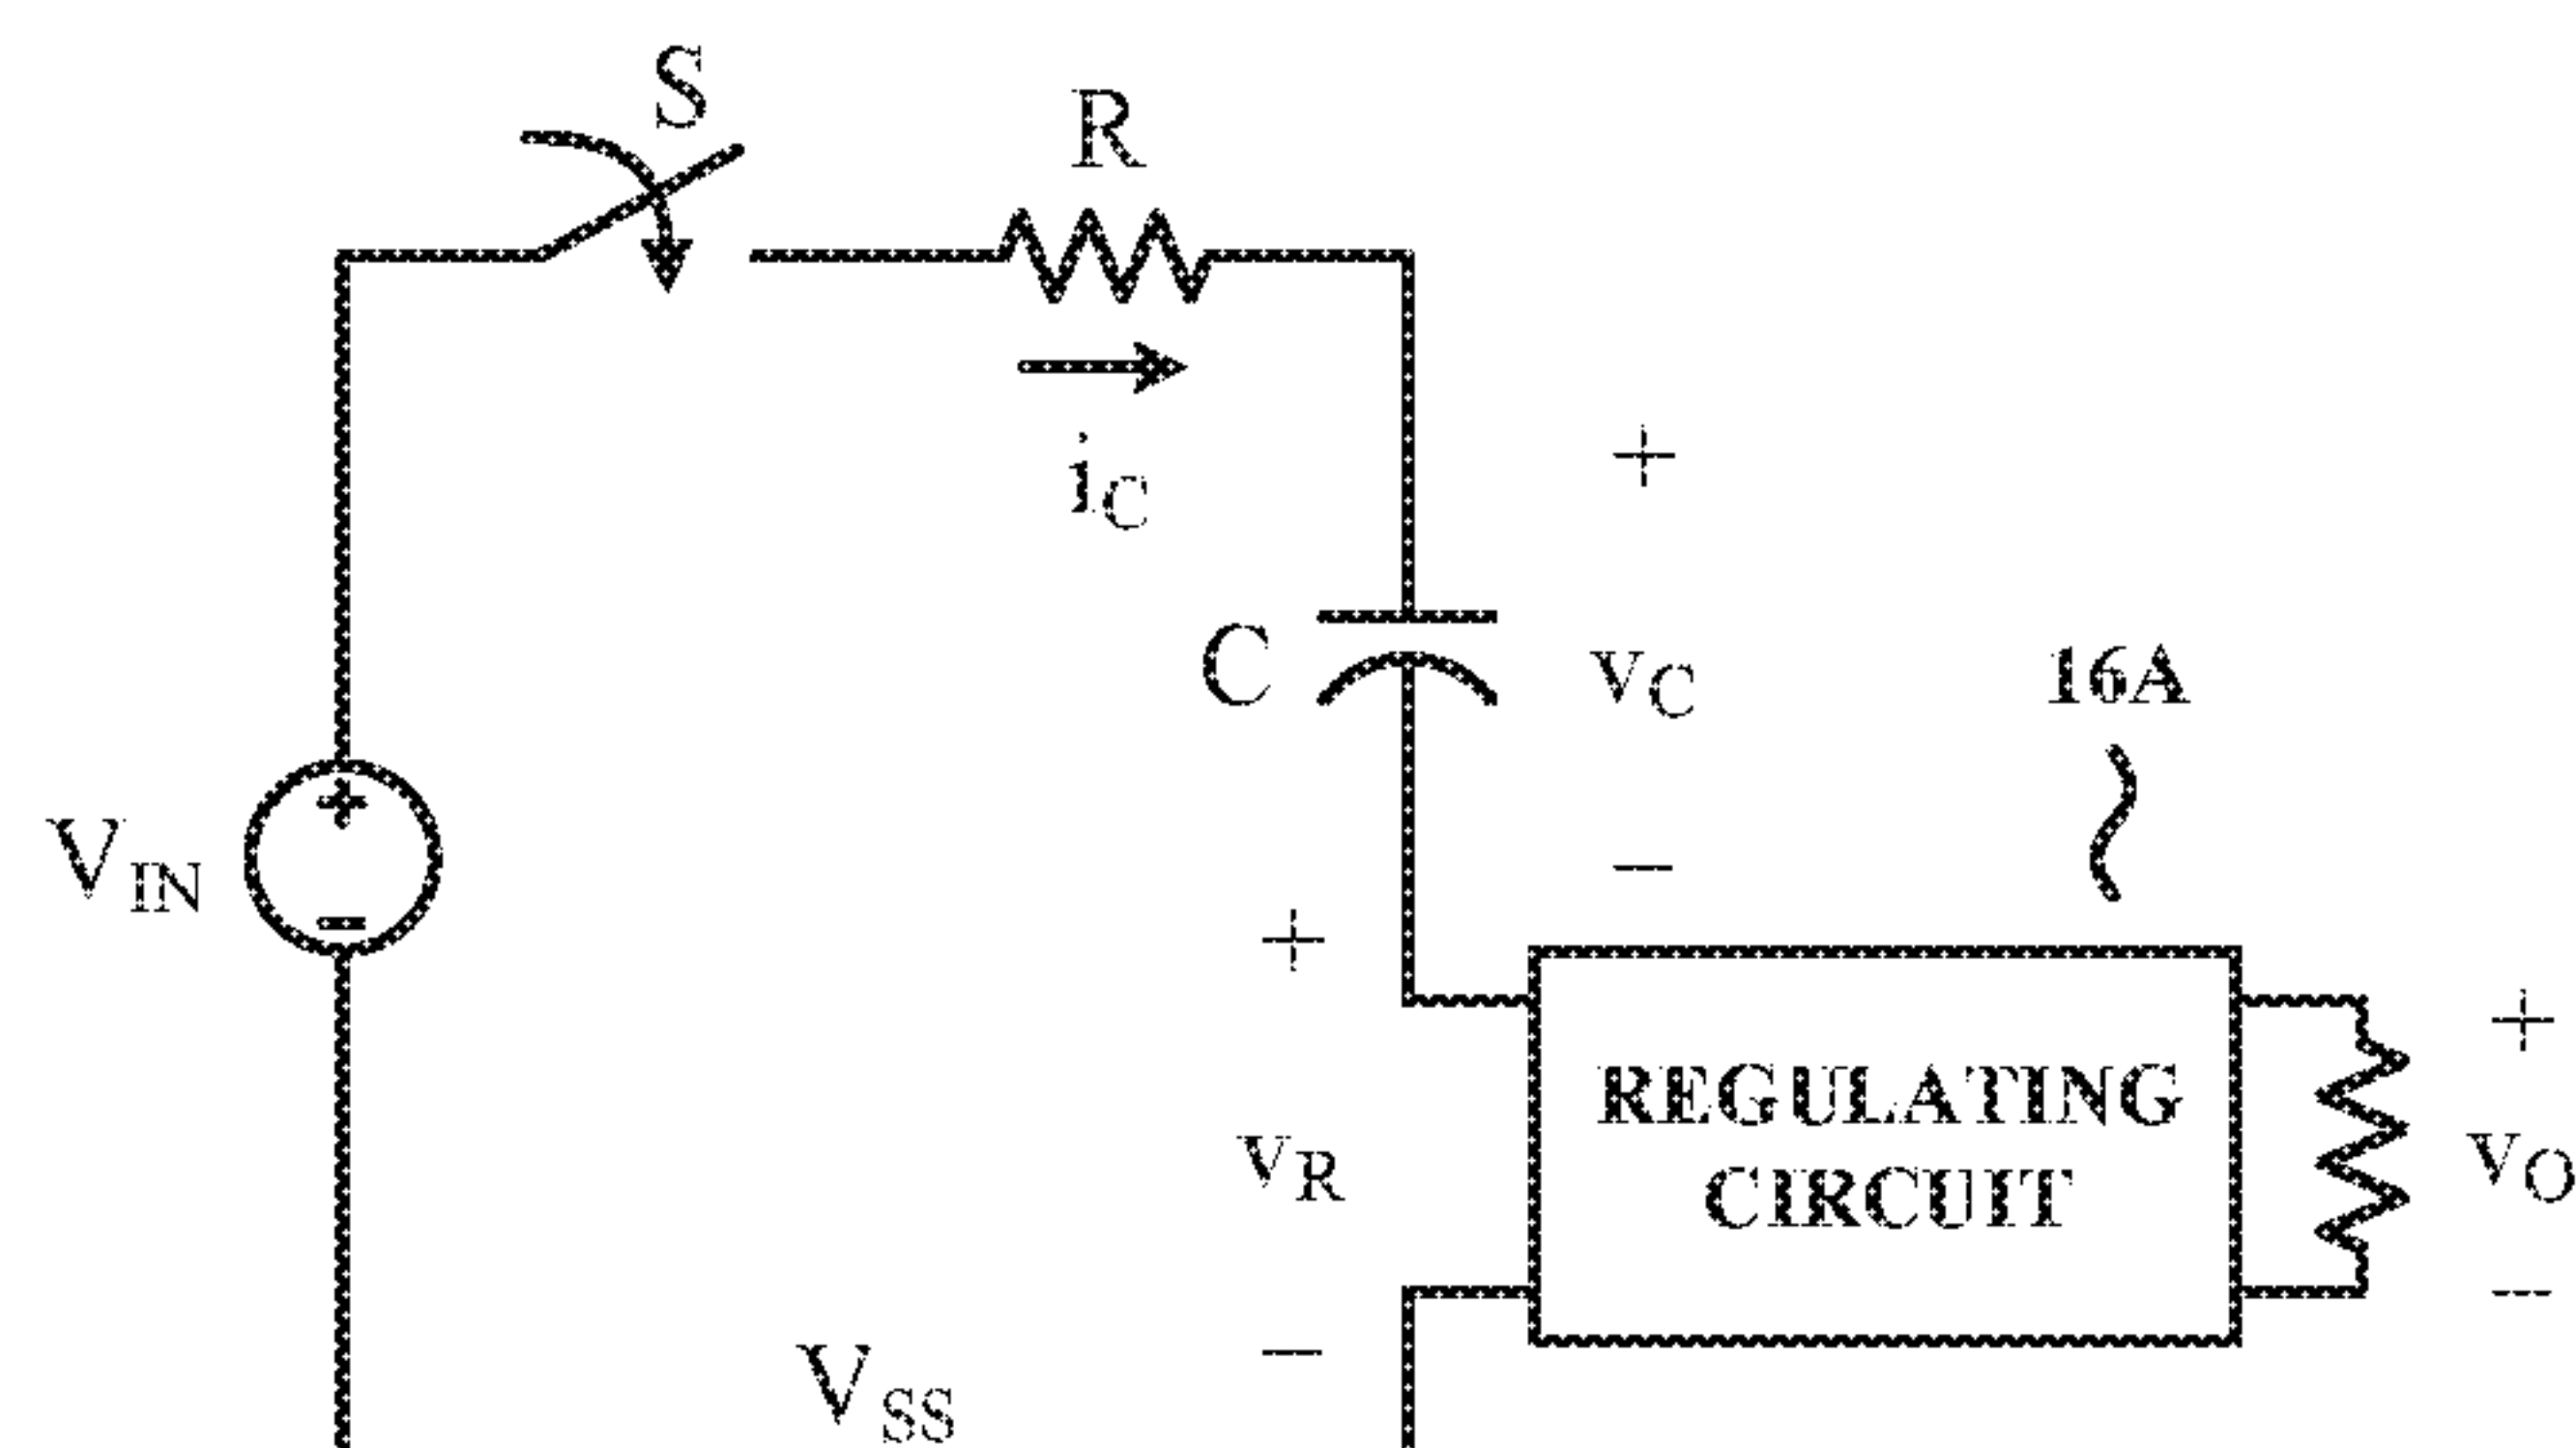 S
R
iC
+
C
vC
16A
VIN
+
−
−
+
+
REGULATING
CIRCUIT
vR
vO
−
−
VSS